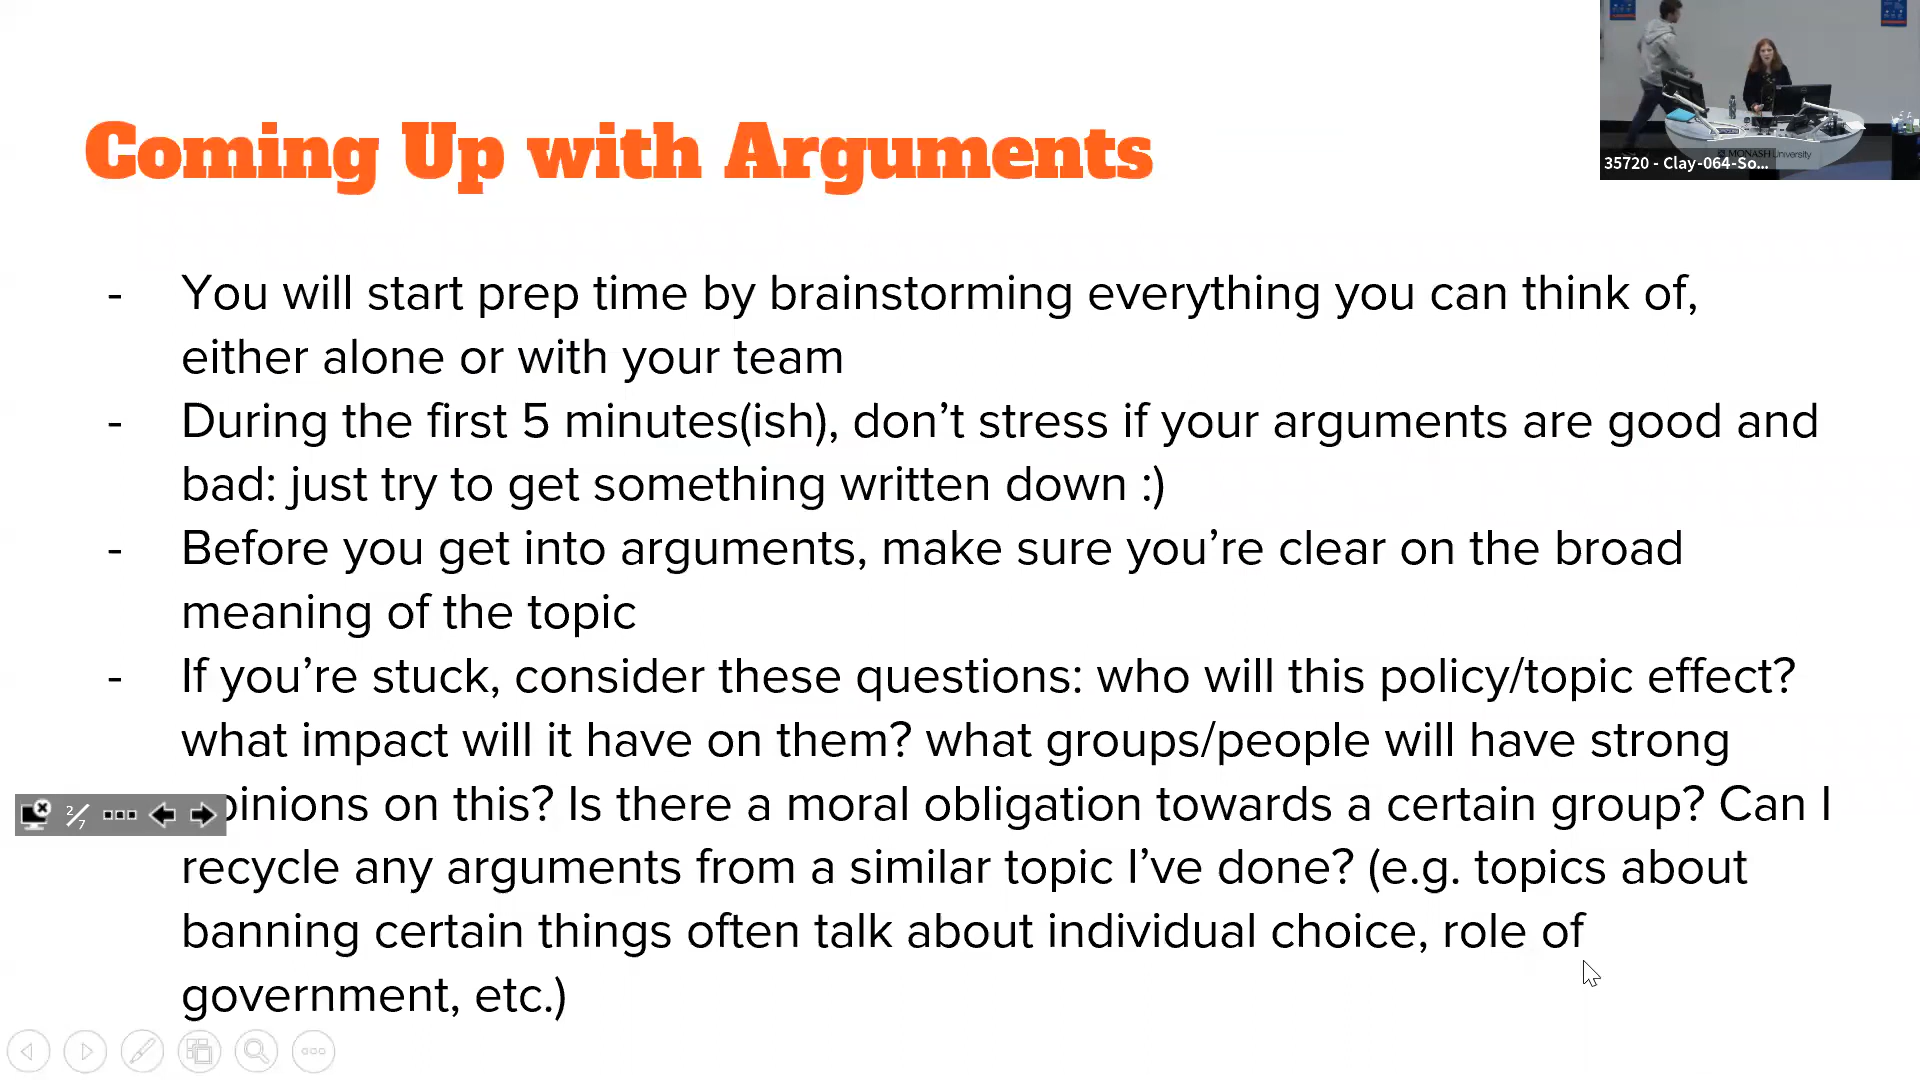 Coming Up with Arguments
35720 - Clay-064-So...
MONASH University
- You will start prep time by brainstorming everything you can think of,
either alone or with your team
- During the first 5 minutes(ish), don’t stress if your arguments are good and
bad: just try to get something written down :)
- Before you get into arguments, make sure you’re clear on the broad
meaning of the topic
- If you’re stuck, consider these questions: who will this policy/topic effect?
what impact will it have on them? what groups/people will have strong
pinions on this? Is there a moral obligation towards a certain group? Can I
2/7
recycle any arguments from a similar topic I’ve done? (e.g. topics about
banning certain things often talk about individual choice, role of
government, etc.)